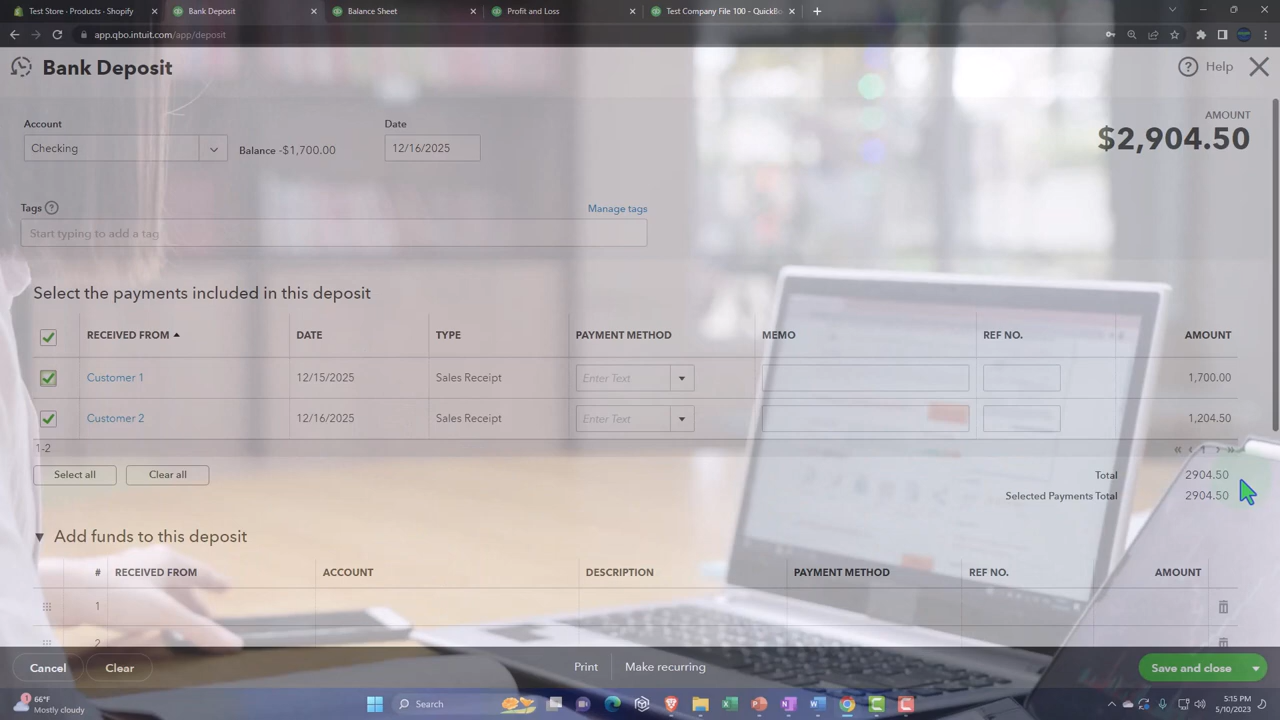 Test Store - Products · Shopify
Bank Deposit
Balance Sheet
Profit and Loss
Test Company File 100 - QuickBo
app.qbo.intuit.com/app/deposit
Bank Deposit
Help
Account
Date
AMOUNT
$2,904.50
Checking
Balance -$1,700.00
12/16/2025
Tags
Manage tags
Start typing to add a tag
Select the payments included in this deposit
RECEIVED FROM DATE TYPE PAYMENT METHOD MEMO REF NO. AMOUNT
Customer 1 12/15/2025 Sales Receipt Enter Text 1,700.00
Customer 2 12/16/2025 Sales Receipt Enter Text 1,204.50
1-2
1
Select all
Clear all
Total 2904.50
Selected Payments Total 2904.50
Add funds to this deposit
# RECEIVED FROM ACCOUNT DESCRIPTION PAYMENT METHOD REF NO. AMOUNT
1
2
Cancel
Clear
Print
Make recurring
Save and close
66°F
Mostly cloudy
Search
5:15 PM
5/10/2023